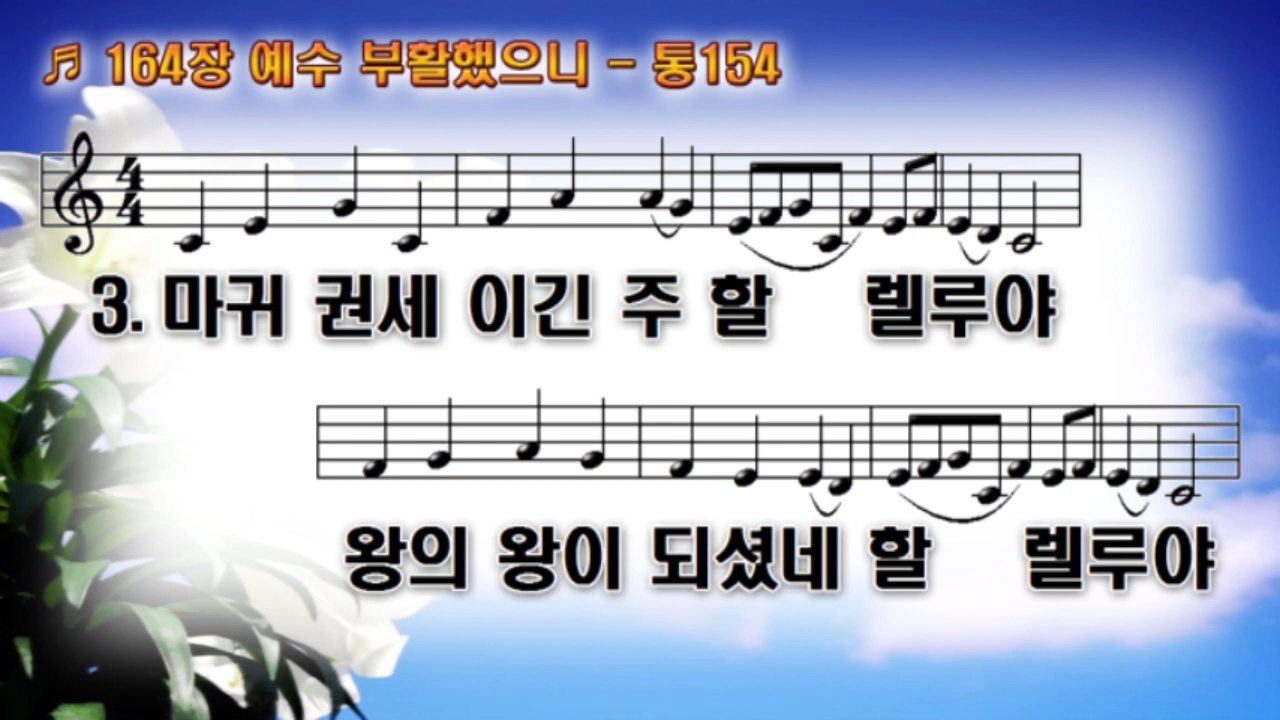 ♬ 164장 예수 부활했으니 - 통154
3. 마귀 권세 이긴 주 할 렐루야
왕의 왕이 되셨네 할 렐루야